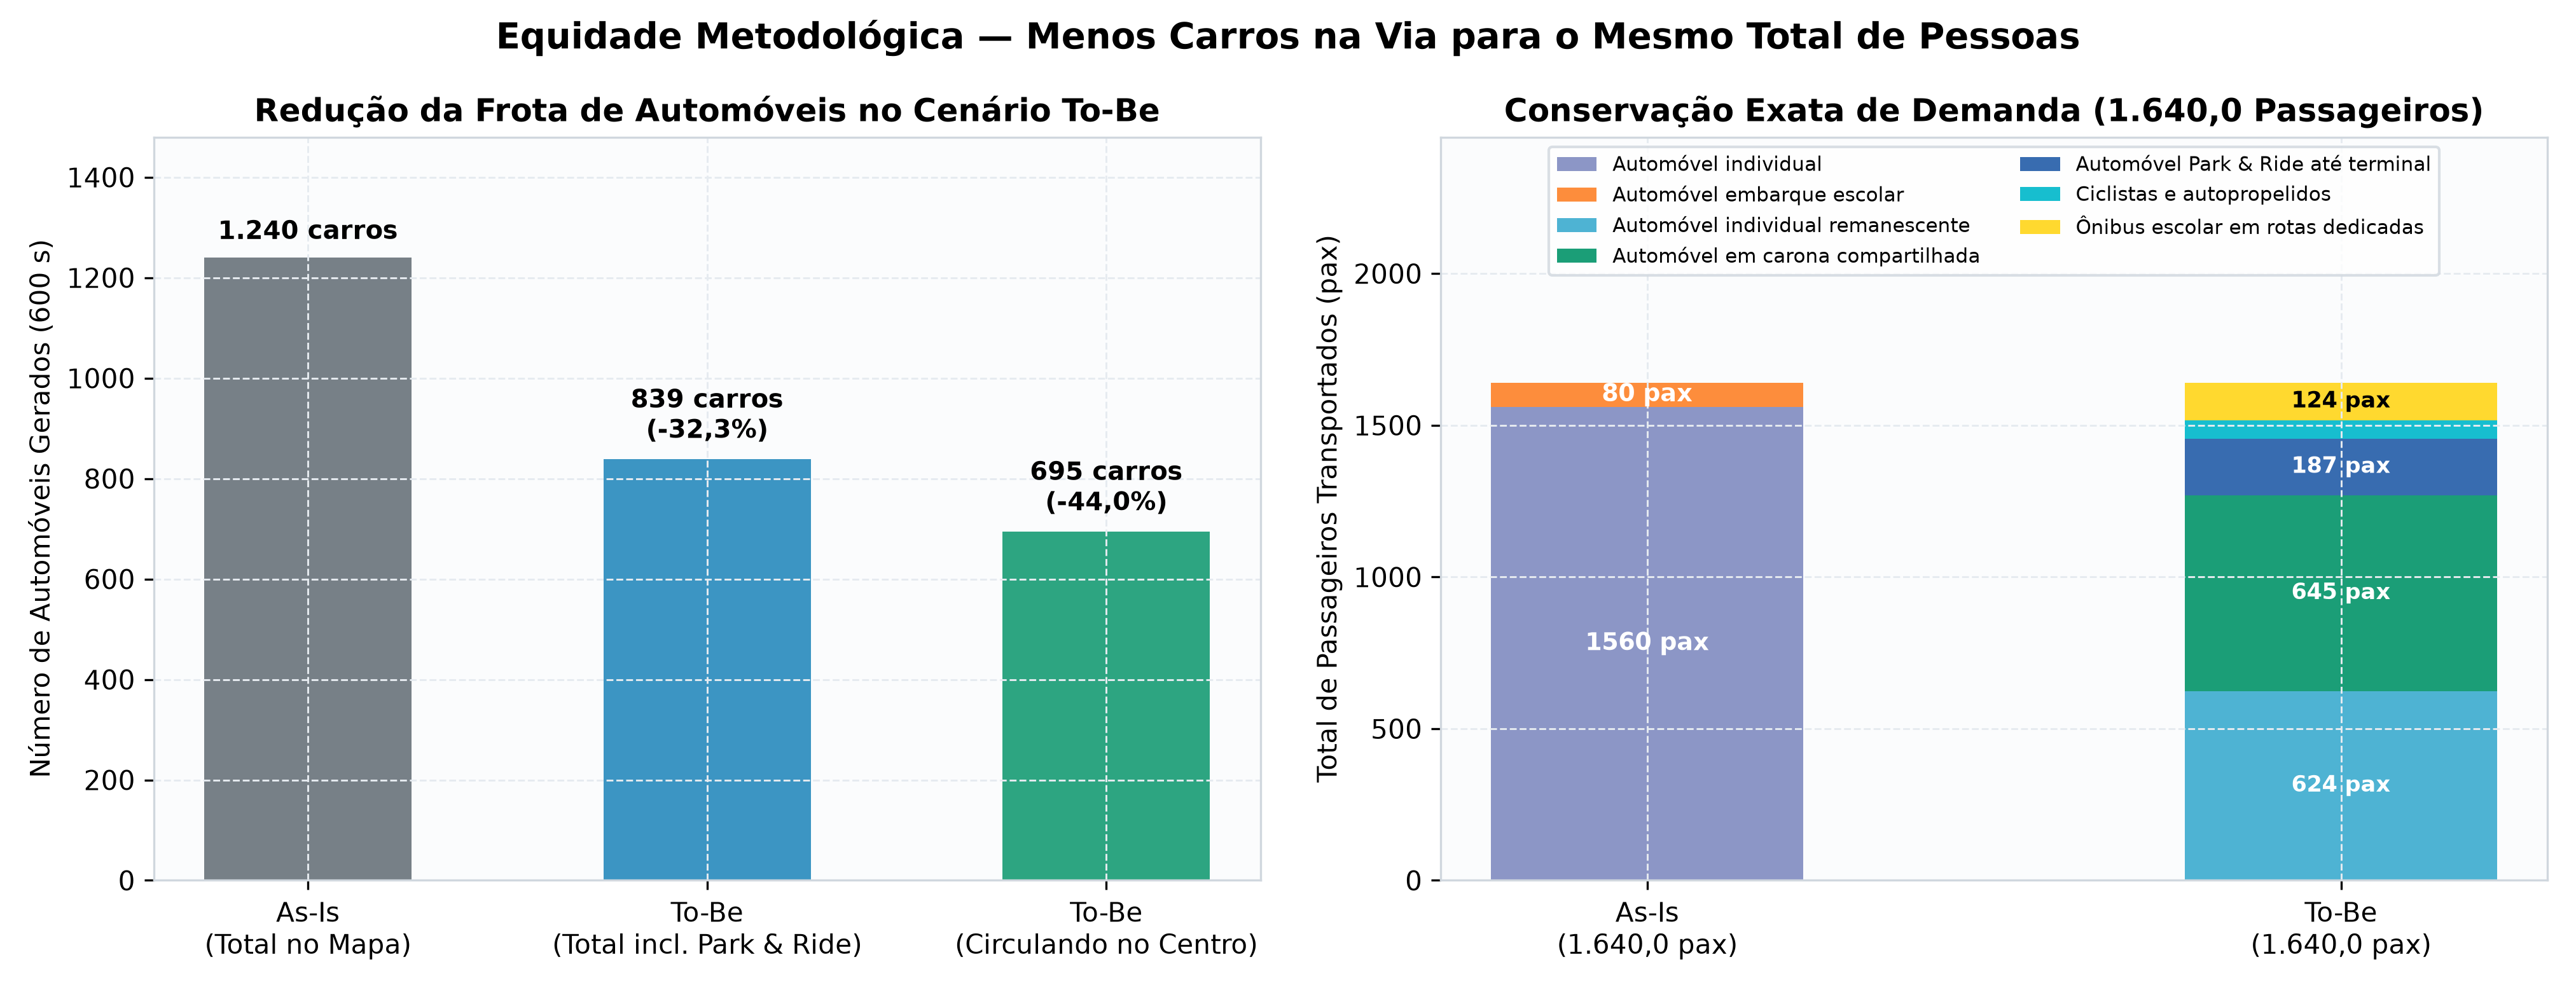 Equidade Metodológica — Menos Carros na Via para o Mesmo Total de Pessoas
Redução da Frota de Automóveis no Cenário To-Be
Número de Automóveis Gerados (600 s)
1400
1200
1000
800
600
400
200
0
1.240 carros
839 carros
(-32,3%)
695 carros
(-44,0%)
As-Is
(Total no Mapa)
To-Be
(Total incl. Park & Ride)
To-Be
(Circulando no Centro)
Conservação Exata de Demanda (1.640,0 Passageiros)
Total de Passageiros Transportados (pax)
2000
1500
1000
500
0
Automóvel individual
Automóvel embarque escolar
Automóvel individual remanescente
Automóvel em carona compartilhada
Automóvel Park & Ride até terminal
Ciclistas e autopropelidos
Ônibus escolar em rotas dedicadas
80 pax
1560 pax
124 pax
187 pax
645 pax
624 pax
As-Is
(1.640,0 pax)
To-Be
(1.640,0 pax)